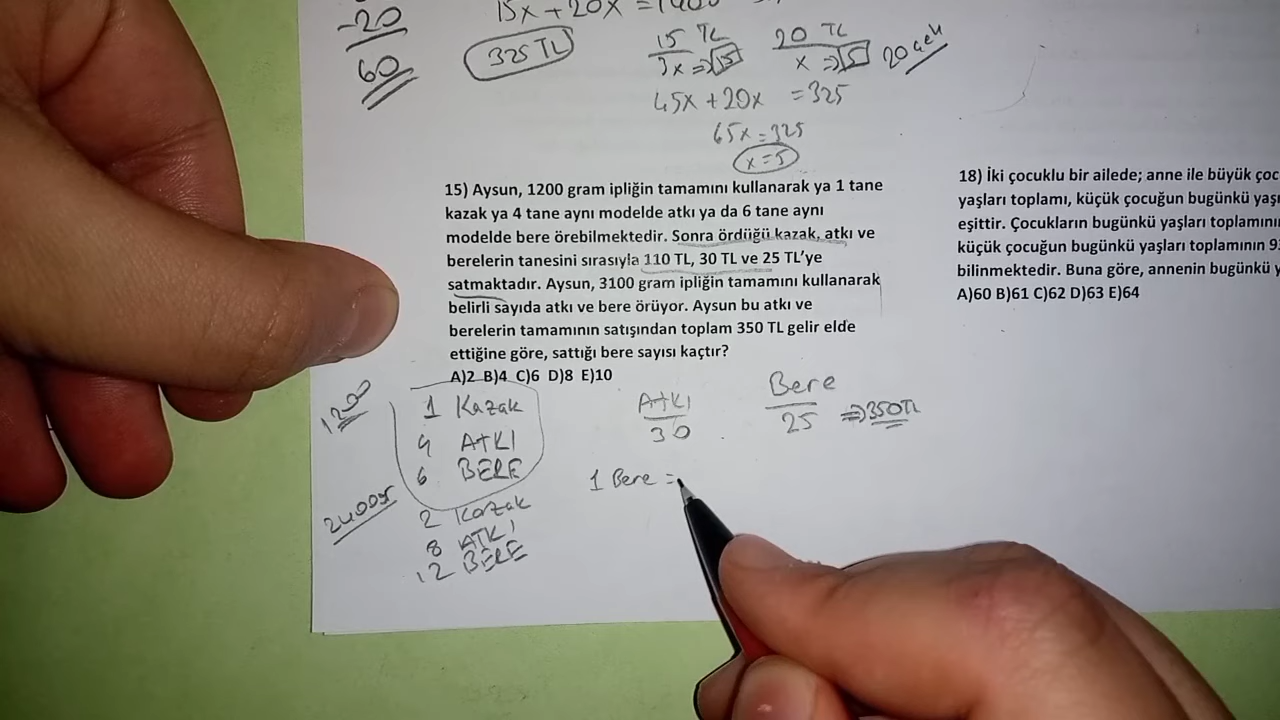 -20
60
15x + 20x =
325 TL
15 TL
3x => 15
20 TL
x => 5
20 adet
45x + 20x = 325
65x = 325
x = 5
15) Aysun, 1200 gram ipliğin tamamını kullanarak ya 1 tane
kazak ya 4 tane aynı modelde atkı ya da 6 tane aynı
modelde bere örebilmektedir. Sonra ördüğü kazak, atkı ve
berelerin tanesini sırasıyla 110 TL, 30 TL ve 25 TL'ye
satmaktadır. Aysun, 3100 gram ipliğin tamamını kullanarak
belirli sayıda atkı ve bere örüyor. Aysun bu atkı ve
berelerin tamamının satışından toplam 350 TL gelir elde
ettiğine göre, sattığı bere sayısı kaçtır?
A)2 B)4 C)6 D)8 E)10
1200
1 Kazak
4 ATKI
6 BERE
2400gr
2 Kazak
8 ATKI
12 BERE
ATKI
30
Bere
25 => 350TL
1 Bere =
18) İki çocuklu bir ailede; anne ile büyük çoc
yaşları toplamı, küçük çocuğun bugünkü yaşı
eşittir. Çocukların bugünkü yaşları toplamını
küçük çocuğun bugünkü yaşları toplamının 9
bilinmektedir. Buna göre, annenin bugünkü y
A)60 B)61 C)62 D)63 E)64